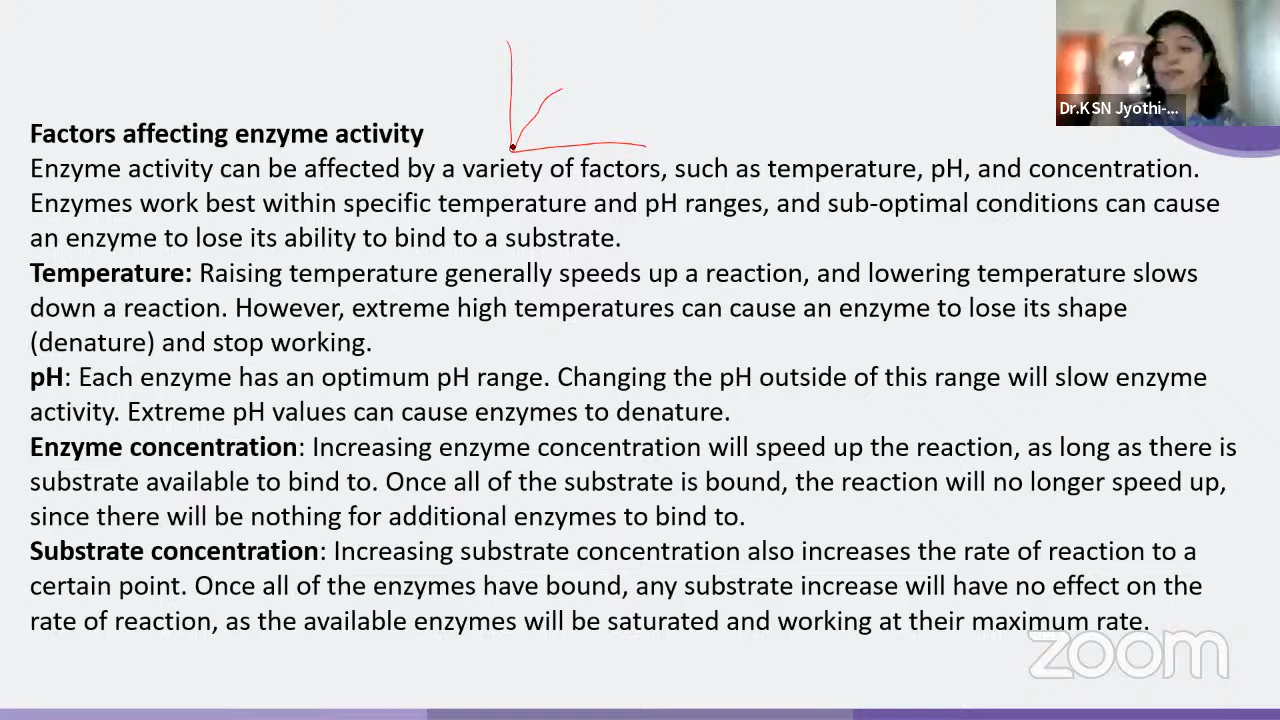 Dr.KSN Jyothi-...
Factors affecting enzyme activity
Enzyme activity can be affected by a variety of factors, such as temperature, pH, and concentration.
Enzymes work best within specific temperature and pH ranges, and sub-optimal conditions can cause
an enzyme to lose its ability to bind to a substrate.
Temperature: Raising temperature generally speeds up a reaction, and lowering temperature slows
down a reaction. However, extreme high temperatures can cause an enzyme to lose its shape
(denature) and stop working.
pH: Each enzyme has an optimum pH range. Changing the pH outside of this range will slow enzyme
activity. Extreme pH values can cause enzymes to denature.
Enzyme concentration: Increasing enzyme concentration will speed up the reaction, as long as there is
substrate available to bind to. Once all of the substrate is bound, the reaction will no longer speed up,
since there will be nothing for additional enzymes to bind to.
Substrate concentration: Increasing substrate concentration also increases the rate of reaction to a
certain point. Once all of the enzymes have bound, any substrate increase will have no effect on the
rate of reaction, as the available enzymes will be saturated and working at their maximum rate.
zoom